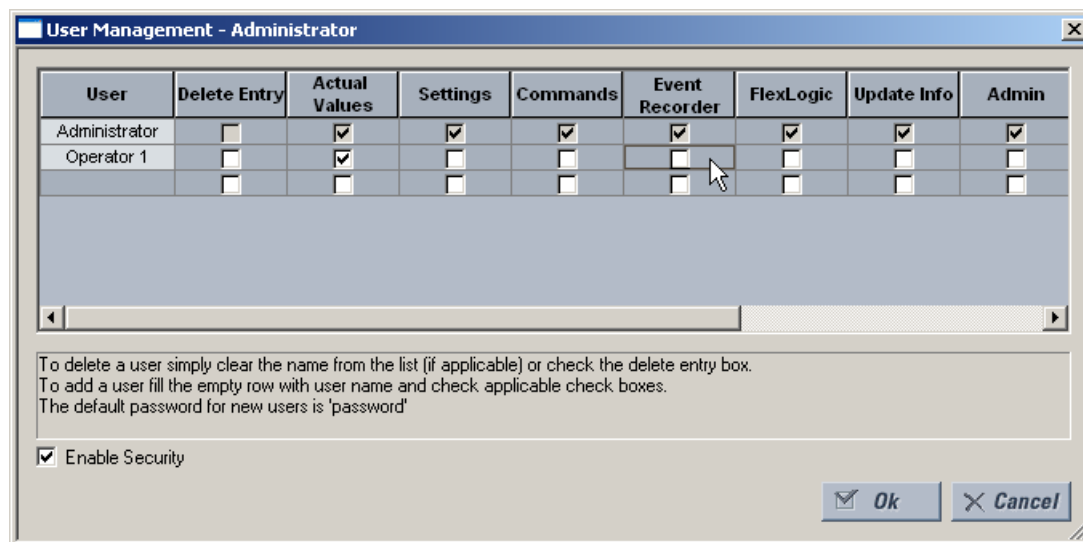 User Management - Administrator
User Delete Entry Actual Values Settings Commands Event Recorder FlexLogic Update Info Admin
Administrator
Operator 1
To delete a user simply clear the name from the list (if applicable) or check the delete entry box.
To add a user fill the empty row with user name and check applicable check boxes.
The default password for new users is 'password'
Enable Security
Ok Cancel